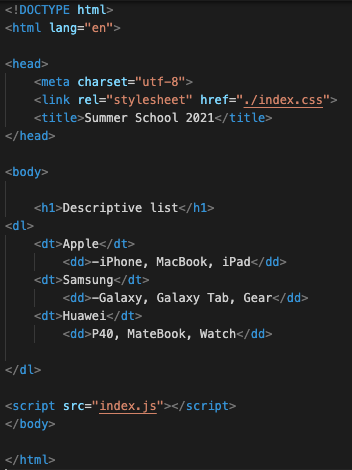 <!DOCTYPE html>
<html lang="en">
<head>
<meta charset="utf-8">
<link rel="stylesheet" href="./index.css">
<title>Summer School 2021</title>
</head>
<body>
<h1>Descriptive list</h1>
<dl>
<dt>Apple</dt>
<dd>-iPhone, MacBook, iPad</dd>
<dt>Samsung</dt>
<dd>-Galaxy, Galaxy Tab, Gear</dd>
<dt>Huawei</dt>
<dd>P40, MateBook, Watch</dd>
</dl>
<script src="index.js"></script>
</body>
</html>